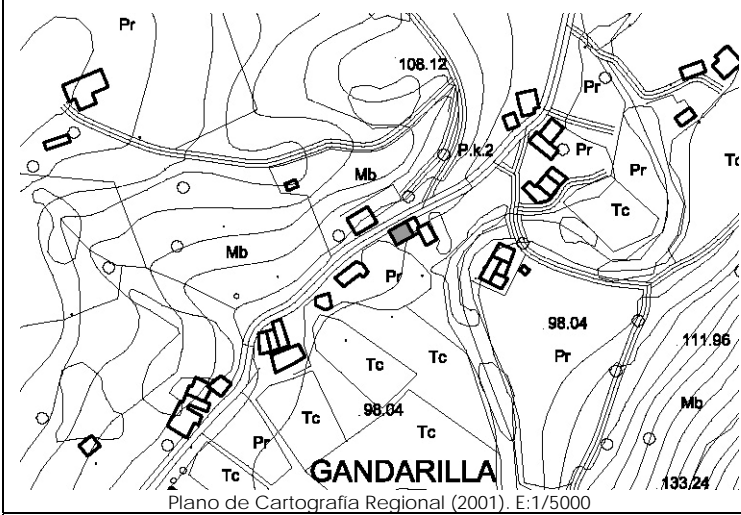 Pr
108.12
Pr
P.k.2
Pr
Pr
Tc
Mb
Tc
Mb
Pr
98.04
111.96
Pr
Tc
Tc
Mb
98.04
Tc
Tc
Pr
Tc
GANDARILLA
133.24
Plano de Cartografía Regional (2001). E:1/5000